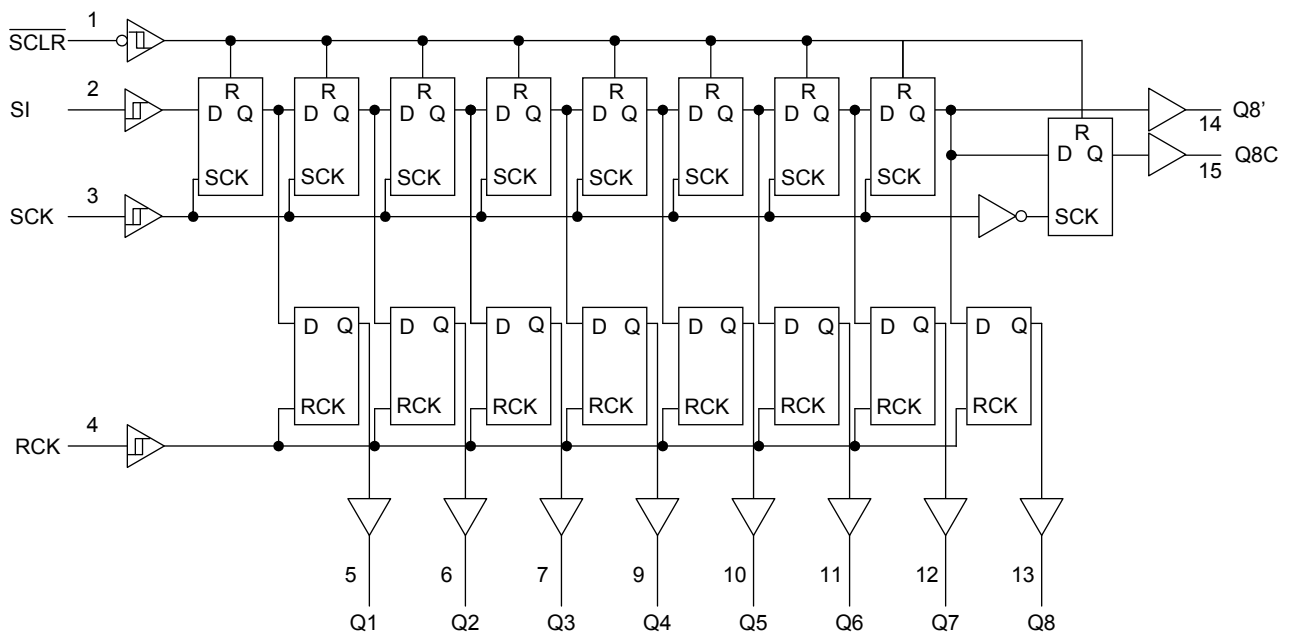 SCLR 1
R R R R R R R R
SI 2
D Q D Q D Q D Q D Q D Q D Q D Q
14 Q8’
R
D Q
15 Q8C
SCK SCK SCK SCK SCK SCK SCK SCK
SCK 3
SCK
D Q D Q D Q D Q D Q D Q D Q D Q
RCK RCK RCK RCK RCK RCK RCK RCK
RCK 4
5 6 7 9 10 11 12 13
Q1 Q2 Q3 Q4 Q5 Q6 Q7 Q8